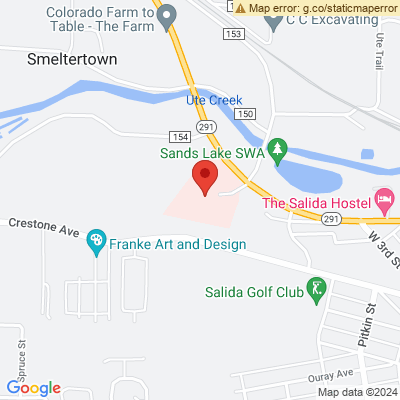 Map error: g.co/staticmaperror
Colorado Farm to
Table - The Farm
153
C C Excavating
Ute Trail
Smeltertown
Ute Creek
150
291
154
Sands Lake SWA
The Salida Hostel
291
Crestone Ave
W 3rd St
Franke Art and Design
Salida Golf Club
Pitkin St
Spruce St
Ouray Ave
Google
Map data ©2024